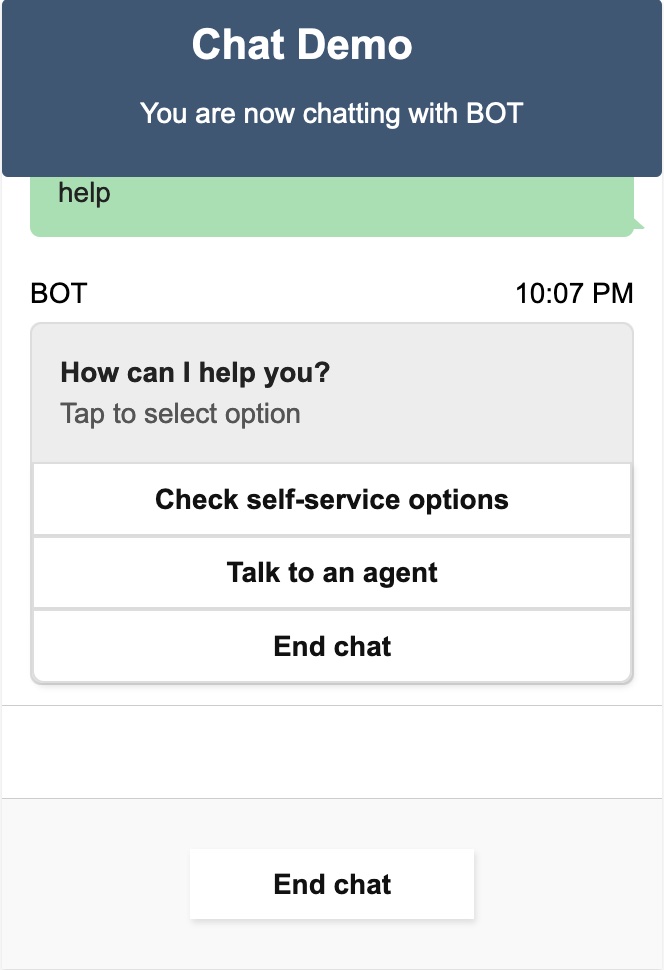 Chat Demo
You are now chatting with BOT
help
BOT 10:07 PM
How can I help you?
Tap to select option
Check self-service options
Talk to an agent
End chat
End chat